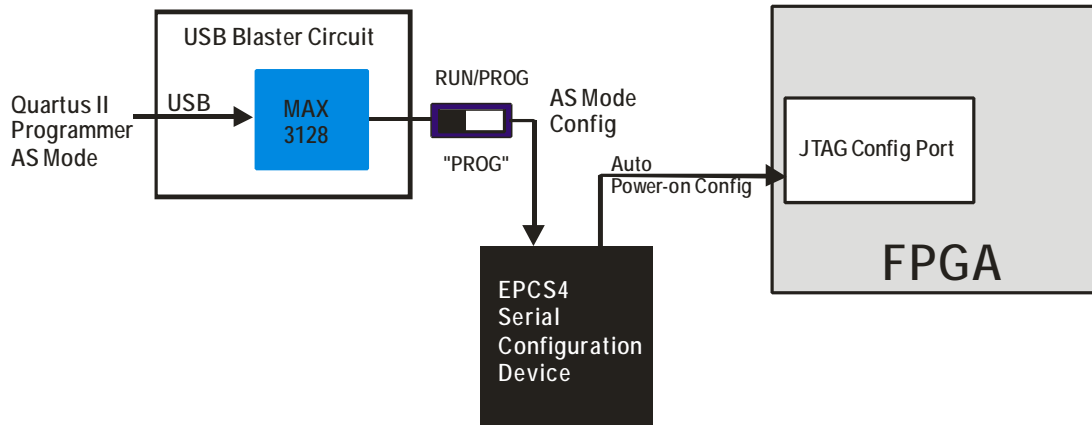 USB Blaster Circuit
Quartus II
Programmer
AS Mode
USB
MAX
3128
RUN/PROG
"PROG"
AS Mode
Config
Auto
Power-on Config
JTAG Config Port
FPGA
EPCS4
Serial
Configuration
Device